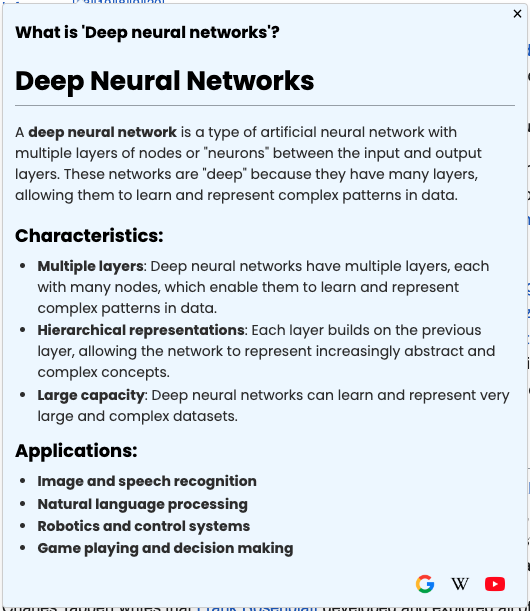 ×
What is 'Deep neural networks'?
Deep Neural Networks
A deep neural network is a type of artificial neural network with
multiple layers of nodes or "neurons" between the input and output
layers. These networks are "deep" because they have many layers,
allowing them to learn and represent complex patterns in data.
Characteristics:
• Multiple layers: Deep neural networks have multiple layers, each
with many nodes, which enable them to learn and represent
complex patterns in data.
• Hierarchical representations: Each layer builds on the previous
layer, allowing the network to represent increasingly abstract and
complex concepts.
• Large capacity: Deep neural networks can learn and represent very
large and complex datasets.
Applications:
• Image and speech recognition
• Natural language processing
• Robotics and control systems
• Game playing and decision making
G W